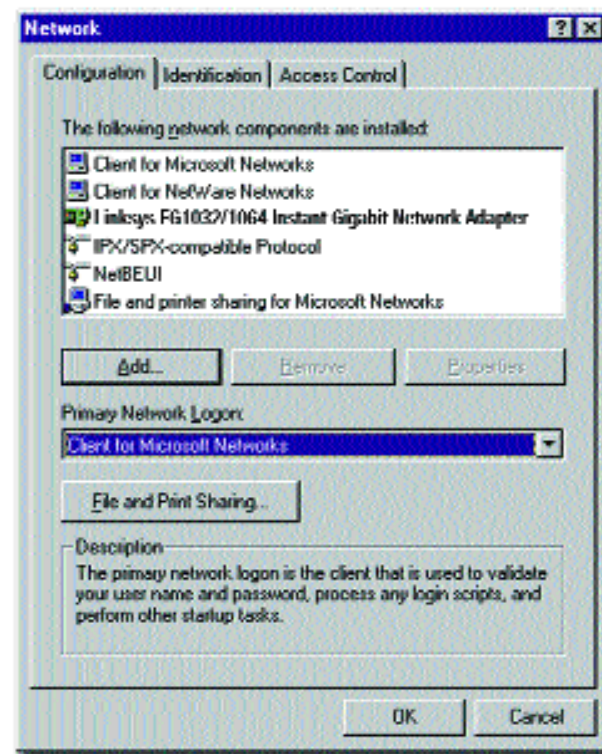 Network
Configuration Identification Access Control
The following network components are installed:
Client for Microsoft Networks
Client for NetWare Networks
Linksys EG1032/1064 Instant Gigabit Network Adapter
IPX/SPX-compatible Protocol
NetBEUI
File and printer sharing for Microsoft Networks
Add... Remove Properties
Primary Network Logon:
Client for Microsoft Networks
File and Print Sharing...
Description
The primary network logon is the client that is used to validate
your user name and password, process any login scripts, and
perform other startup tasks.
OK Cancel